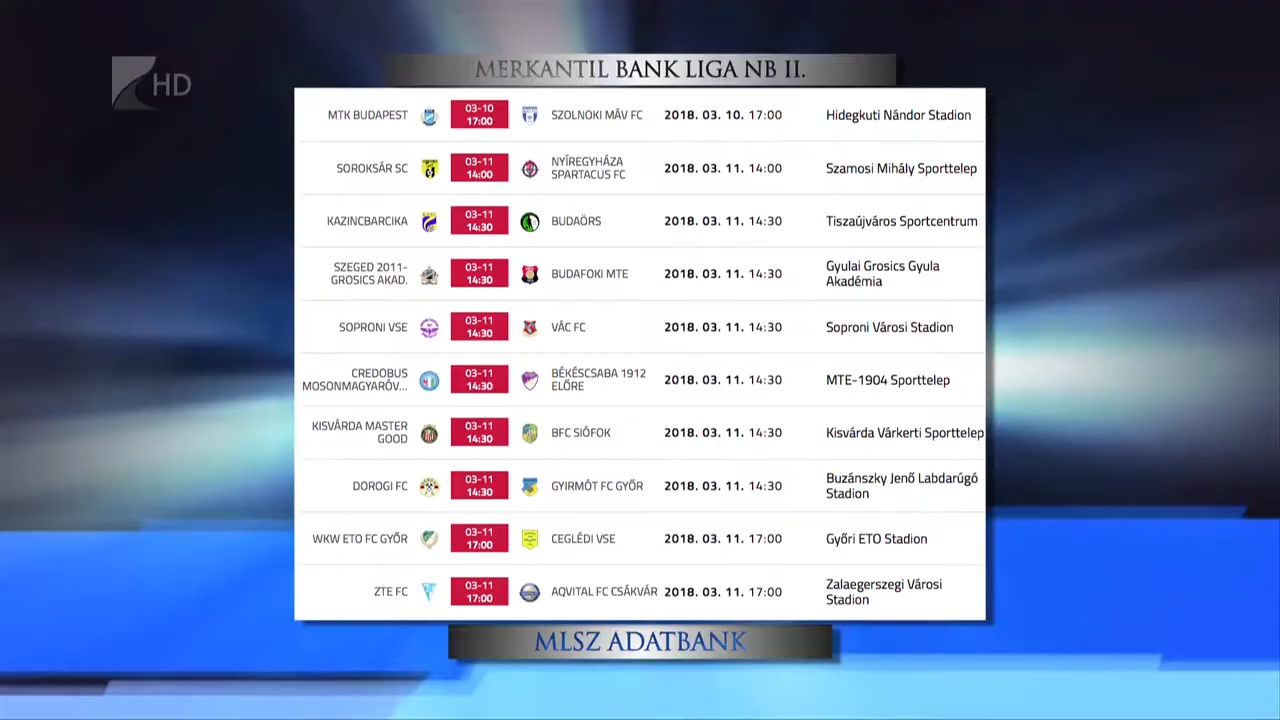 HD
MERKANTIL BANK LIGA NB II.
MTK BUDAPEST 03-10 17:00 SZOLNOKI MÁV FC 2018. 03. 10. 17:00 Hidegkuti Nándor Stadion
SOROKSÁR SC 03-11 14:00 NYÍREGYHÁZA SPARTACUS FC 2018. 03. 11. 14:00 Szamosi Mihály Sporttelep
KAZINCBARCIKA 03-11 14:30 BUDAÖRS 2018. 03. 11. 14:30 Tiszaújváros Sportcentrum
SZEGED 2011-GROSICS AKAD. 03-11 14:30 BUDAFOKI MTE 2018. 03. 11. 14:30 Gyulai Grosics Gyula Akadémia
SOPRONI VSE 03-11 14:30 VÁC FC 2018. 03. 11. 14:30 Soproni Városi Stadion
CREDOBUS MOSONMAGYARÓV... 03-11 14:30 BÉKÉSCSABA 1912 ELŐRE 2018. 03. 11. 14:30 MTE-1904 Sporttelep
KISVÁRDA MASTER GOOD 03-11 14:30 BFC SIÓFOK 2018. 03. 11. 14:30 Kisvárda Várkerti Sporttelep
DOROGI FC 03-11 14:30 GYIRMÓT FC GYŐR 2018. 03. 11. 14:30 Buzánszky Jenő Labdarúgó Stadion
WKW ETO FC GYŐR 03-11 17:00 CEGLÉDI VSE 2018. 03. 11. 17:00 Győri ETO Stadion
ZTE FC 03-11 17:00 AQVITAL FC CSÁKVÁR 2018. 03. 11. 17:00 Zalaegerszegi Városi Stadion
MLSZ ADATBANK